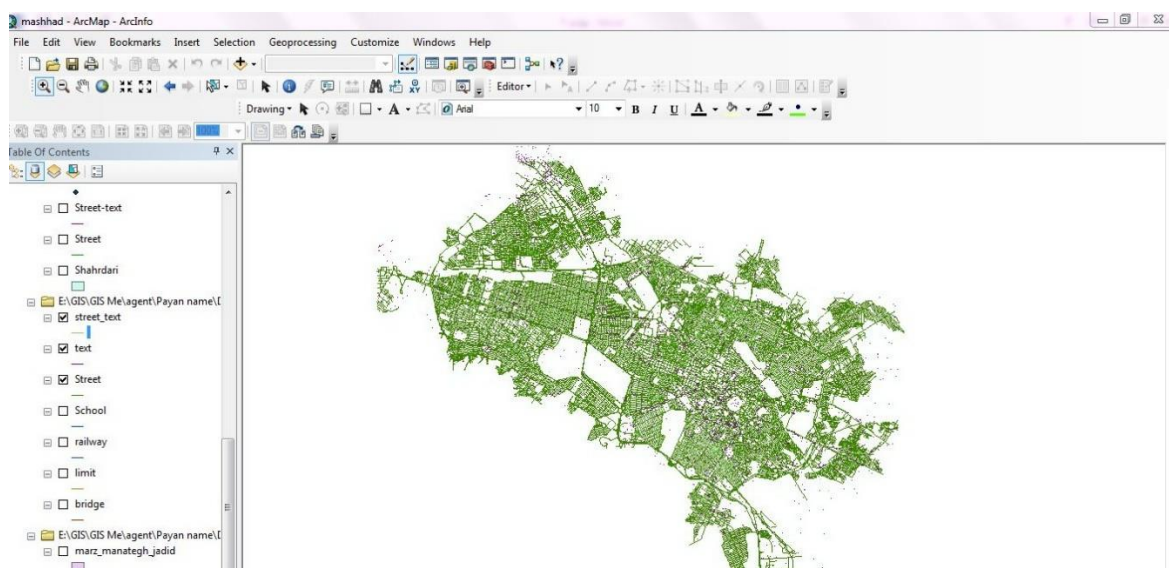 mashhad - ArcMap - ArcInfo
File Edit View Bookmarks Insert Selection Geoprocessing Customize Windows Help
Editor
Drawing A Arial 10 B I U A
100%
Table Of Contents
Street-text
Street
Shahrdari
E:\GIS\GIS Me\agent\Payan name\
street_text
text
Street
School
railway
limit
bridge
E:\GIS\GIS Me\agent\Payan name\
marz_manategh_jadid